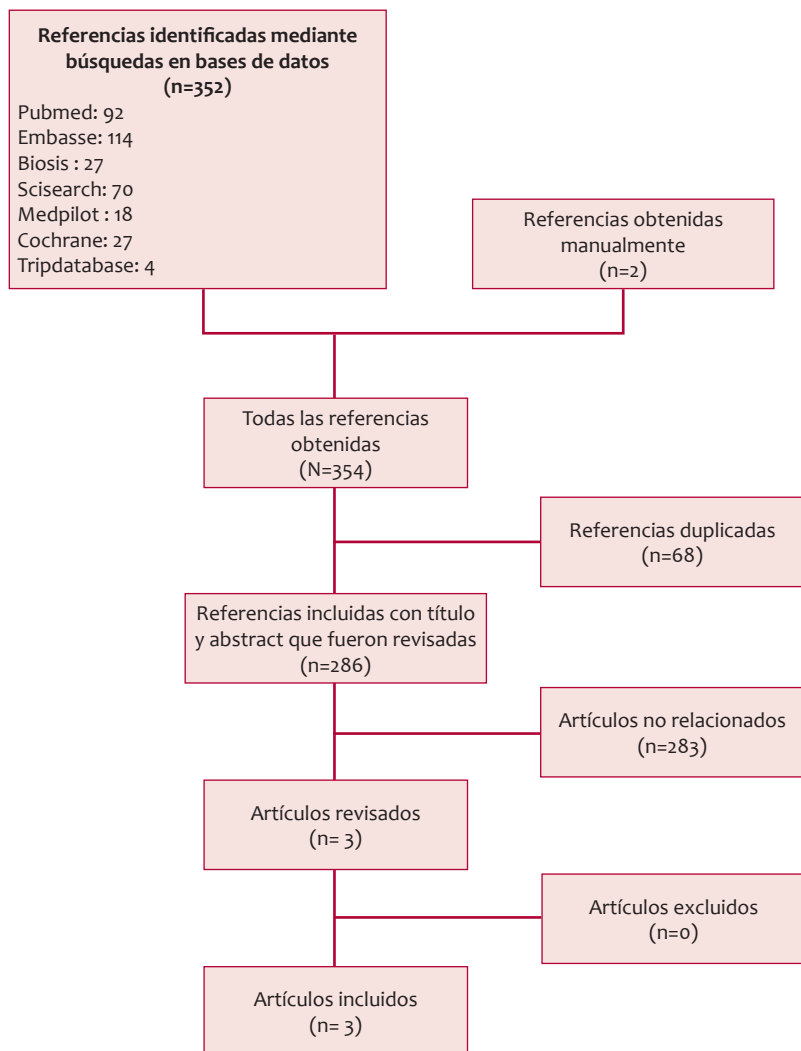 Referencias identificadas mediante
búsquedas en bases de datos
(n=352)
Pubmed: 92
Embasse: 114
Biosis : 27
Scisearch: 70
Medpilot : 18
Cochrane: 27
Tripdatabase: 4
Referencias obtenidas
manualmente
(n=2)
Todas las referencias
obtenidas
(N=354)
Referencias duplicadas
(n=68)
Referencias incluidas con título
y abstract que fueron revisadas
(n=286)
Artículos no relacionados
(n=283)
Artículos revisados
(n= 3)
Artículos excluidos
(n=0)
Artículos incluidos
(n= 3)